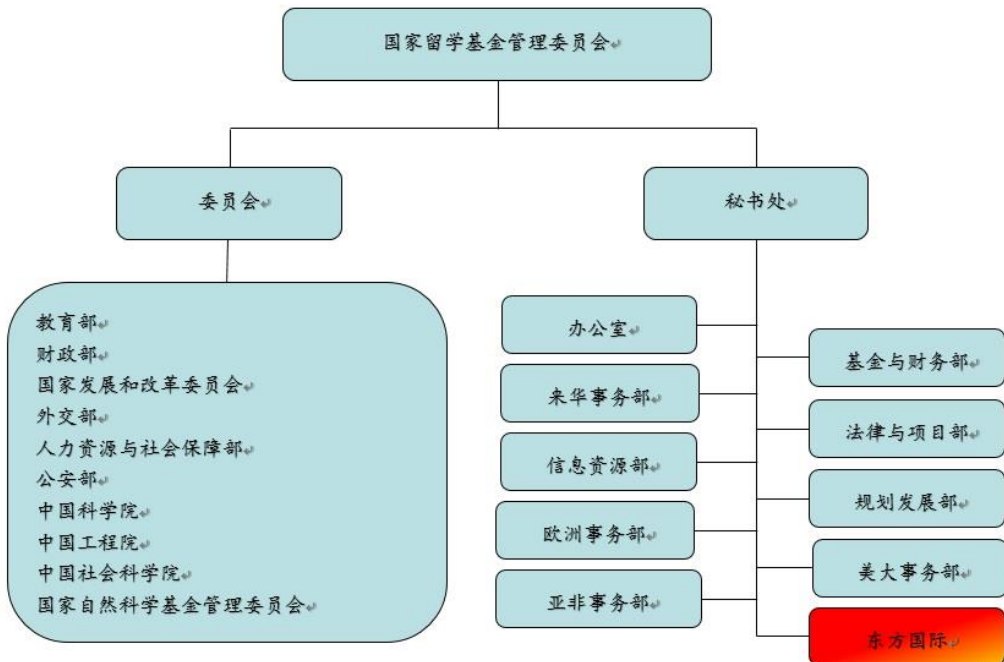 国家留学基金管理委员会
委员会
秘书处
教育部
财政部
国家发展和改革委员会
外交部
人力资源与社会保障部
公安部
中国科学院
中国工程院
中国社会科学院
国家自然科学基金管理委员会
办公室
来华事务部
信息资源部
欧洲事务部
亚非事务部
基金与财务部
法律与项目部
规划发展部
美大事务部
东方国际